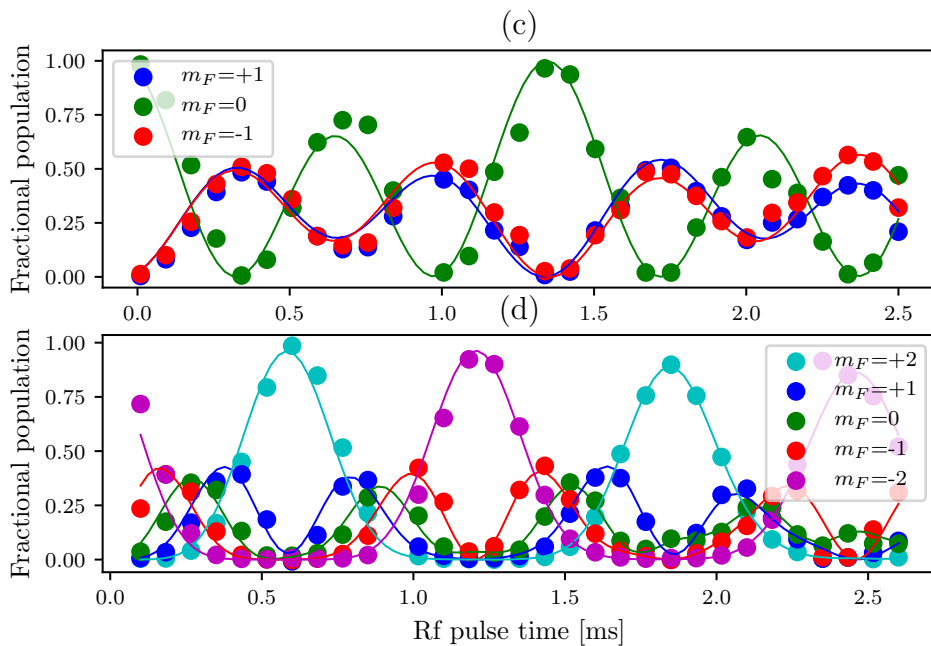 (c)
Fractional population
1.00
0.75
0.50
0.25
0.00
m_F=+1
m_F=0
m_F=-1
0.0 0.5 1.0 1.5 2.0 2.5
(d)
Fractional population
1.00
0.75
0.50
0.25
0.00
m_F=+2
m_F=+1
m_F=0
m_F=-1
m_F=-2
0.0 0.5 1.0 1.5 2.0 2.5
Rf pulse time [ms]